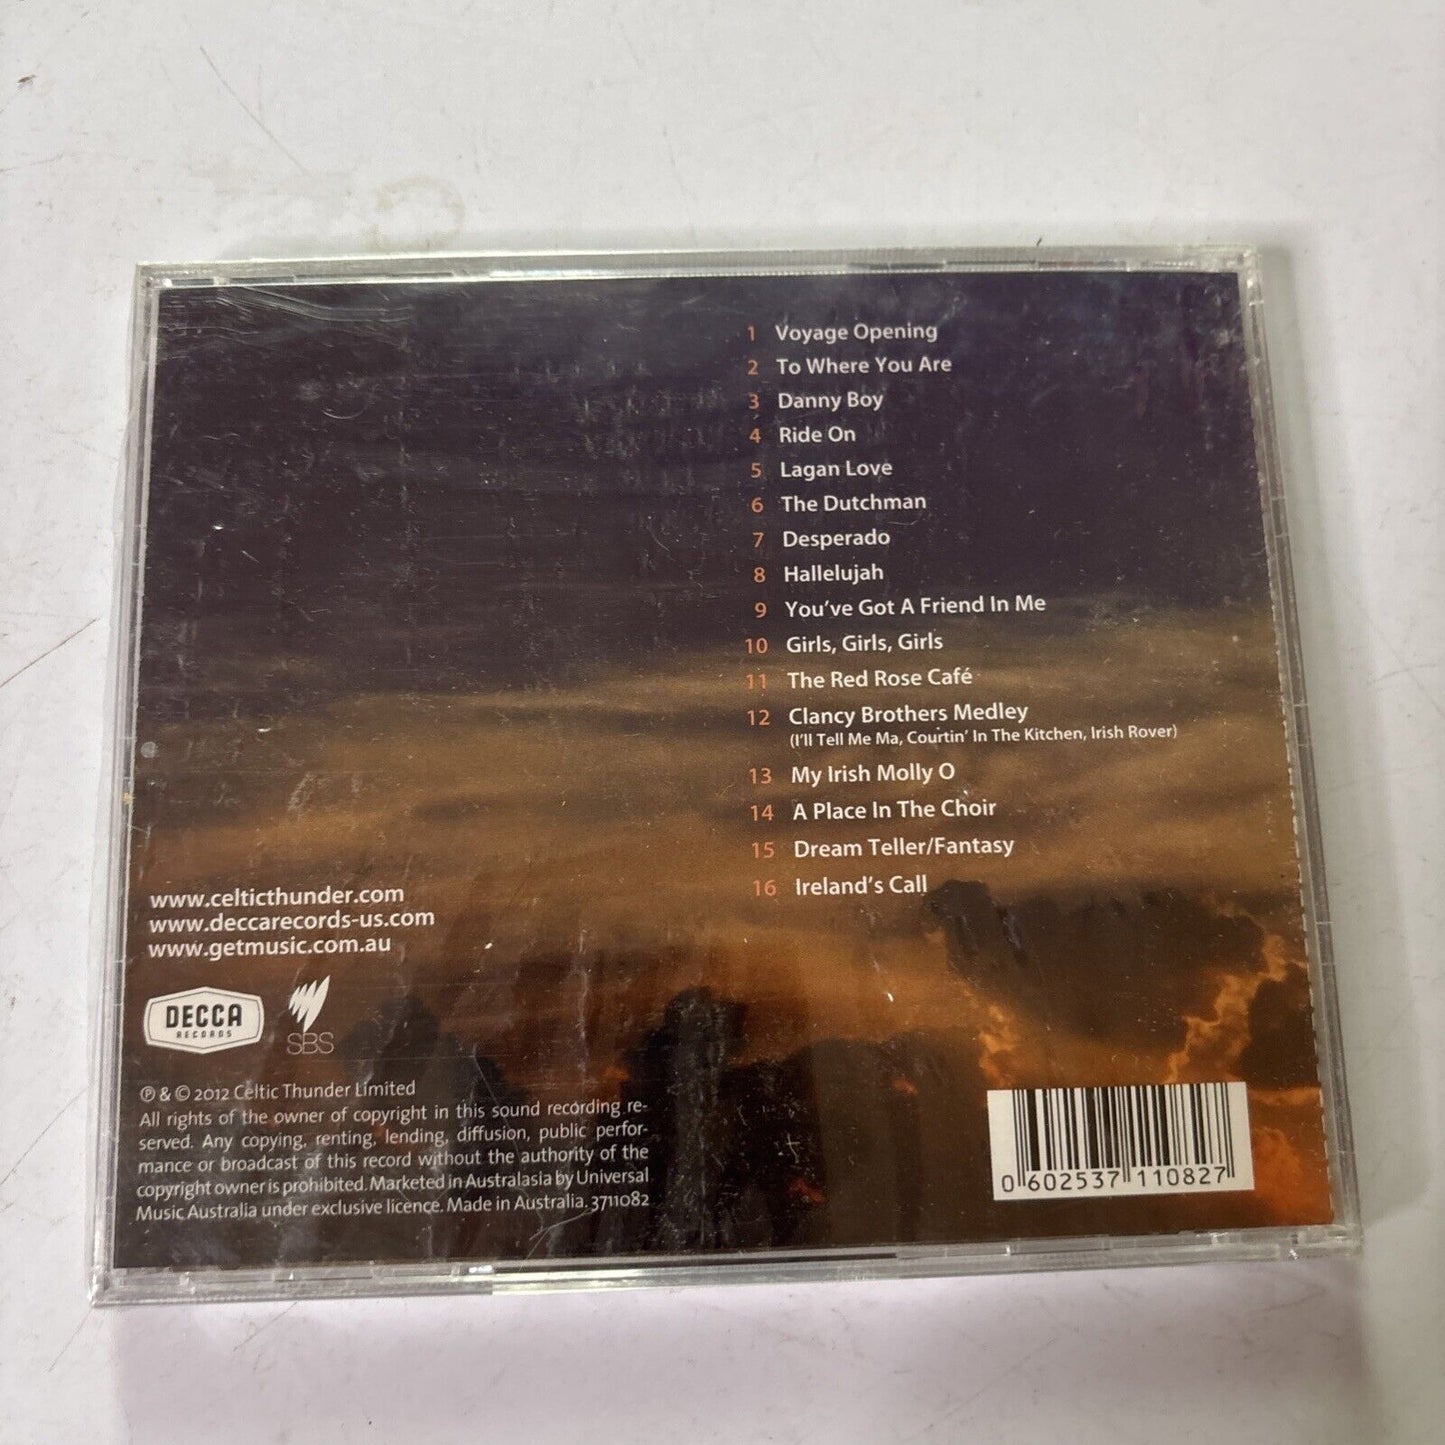 1 Voyage Opening
2 To Where You Are
3 Danny Boy
4 Ride On
5 Lagan Love
6 The Dutchman
7 Desperado
8 Hallelujah
9 You've Got A Friend In Me
10 Girls, Girls, Girls
11 The Red Rose Café
12 Clancy Brothers Medley
(I'll Tell Me Ma, Courtin' In The Kitchen, Irish Rover)
13 My Irish Molly O
14 A Place In The Choir
15 Dream Teller/Fantasy
16 Ireland's Call
www.celticthunder.com
www.deccarecords-us.com
www.getmusic.com.au
DECCA
RECORDS
SBS
℗ & © 2012 Celtic Thunder Limited
All rights of the owner of copyright in this sound recording re-
served. Any copying, renting, lending, diffusion, public perfor-
mance or broadcast of this record without the authority of the
copyright owner is prohibited. Marketed in Australasia by Universal
Music Australia under exclusive licence. Made in Australia. 3711082
0 602537 110827